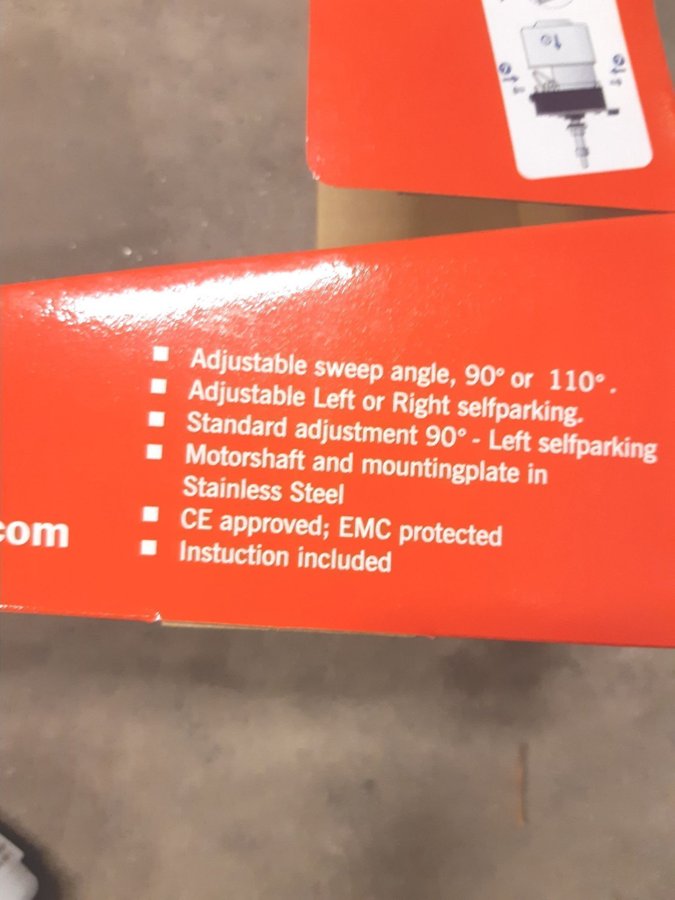 Adjustable sweep angle, 90° or 110°.
Adjustable Left or Right selfparking.
Standard adjustment 90° - Left selfparking
Motorshaft and mountingplate in
Stainless Steel
CE approved; EMC protected
com
Instuction included